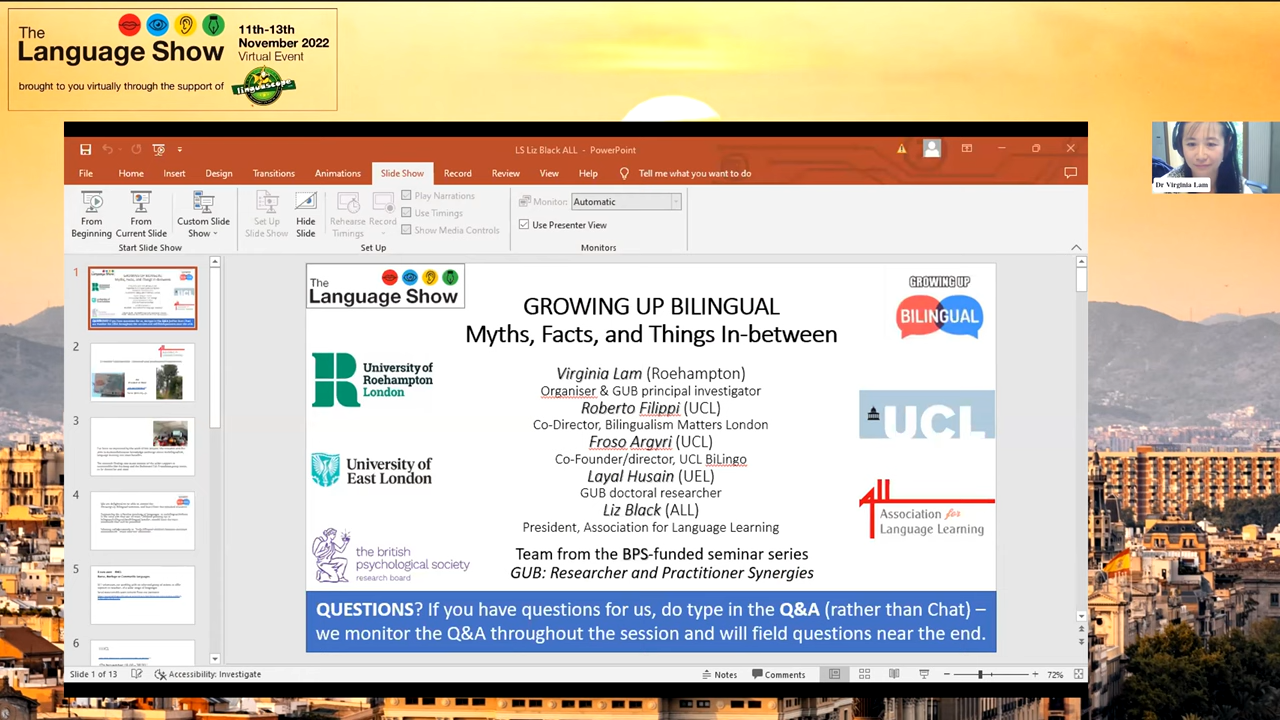 The
Language Show
11th-13th
November 2022
Virtual Event
brought to you virtually through the support of
linguascope
LS Liz Black ALL - PowerPoint
File
Home
Insert
Design
Transitions
Animations
Slide Show
Record
Review
View
Help
Tell me what you want to do
From
Beginning
From
Current Slide
Custom Slide
Show
Start Slide Show
Set Up
Slide Show
Hide
Slide
Rehearse
Timings
Record
Play Narrations
Use Timings
Show Media Controls
Set Up
Monitor:
Automatic
Use Presenter View
Monitors
Dr Virginia Lam
1
2
3
4
5
6
The
Language Show
GROWING UP BILINGUAL
Myths, Facts, and Things In-between
GROWING UP
BILINGUAL
University of
Roehampton
London
Virginia Lam (Roehampton)
Organiser & GUB principal investigator
Roberto Filippi (UCL)
Co-Director, Bilingualism Matters London
Froso Argyri (UCL)
Co-Founder/director, UCL BiLingo
Layal Husain (UEL)
GUB doctoral researcher
Liz Black (ALL)
President, Association for Language Learning
UCL
University of
East London
Association for
Language Learning
the british
psychological society
research board
Team from the BPS-funded seminar series
GUB: Researcher and Practitioner Synergies
QUESTIONS? If you have questions for us, do type in the Q&A (rather than Chat) –
we monitor the Q&A throughout the session and will field questions near the end.
Slide 1 of 13
Accessibility: Investigate
Notes
Comments
72%